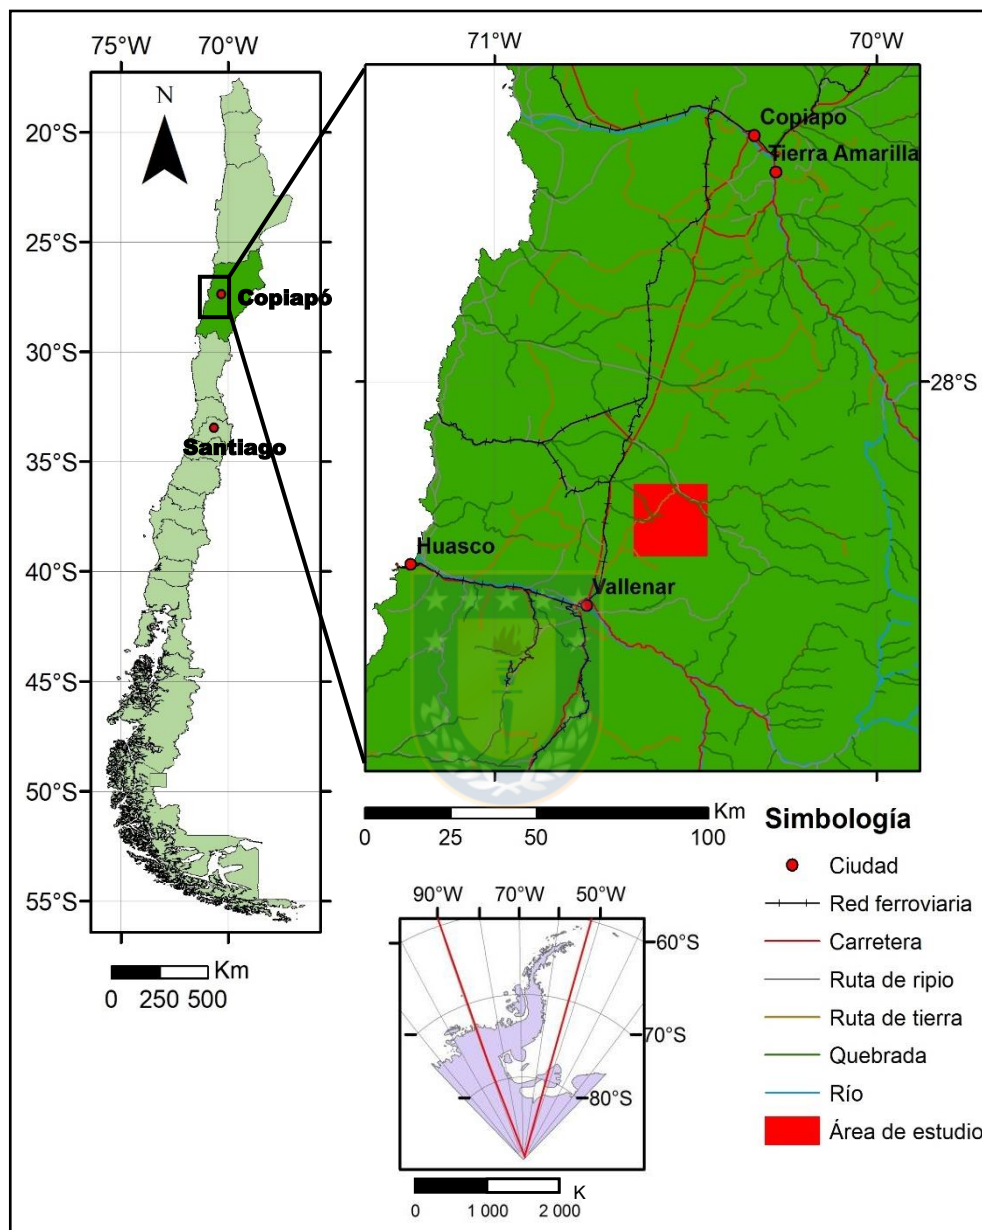 75°W 70°W
N
20°S
25°S
30°S
35°S
40°S
45°S
50°S
55°S
Copiapó
Santiago
Km
0 250 500
71°W 70°W
28°S
Copiapo
Tierra Amarilla
Huasco
Vallenar
Km
0 25 50 100
90°W 70°W 50°W
60°S
70°S
80°S
K
0 1 000 2 000
Simbología
Ciudad
Red ferroviaria
Carretera
Ruta de ripio
Ruta de tierra
Quebrada
Río
Área de estudio